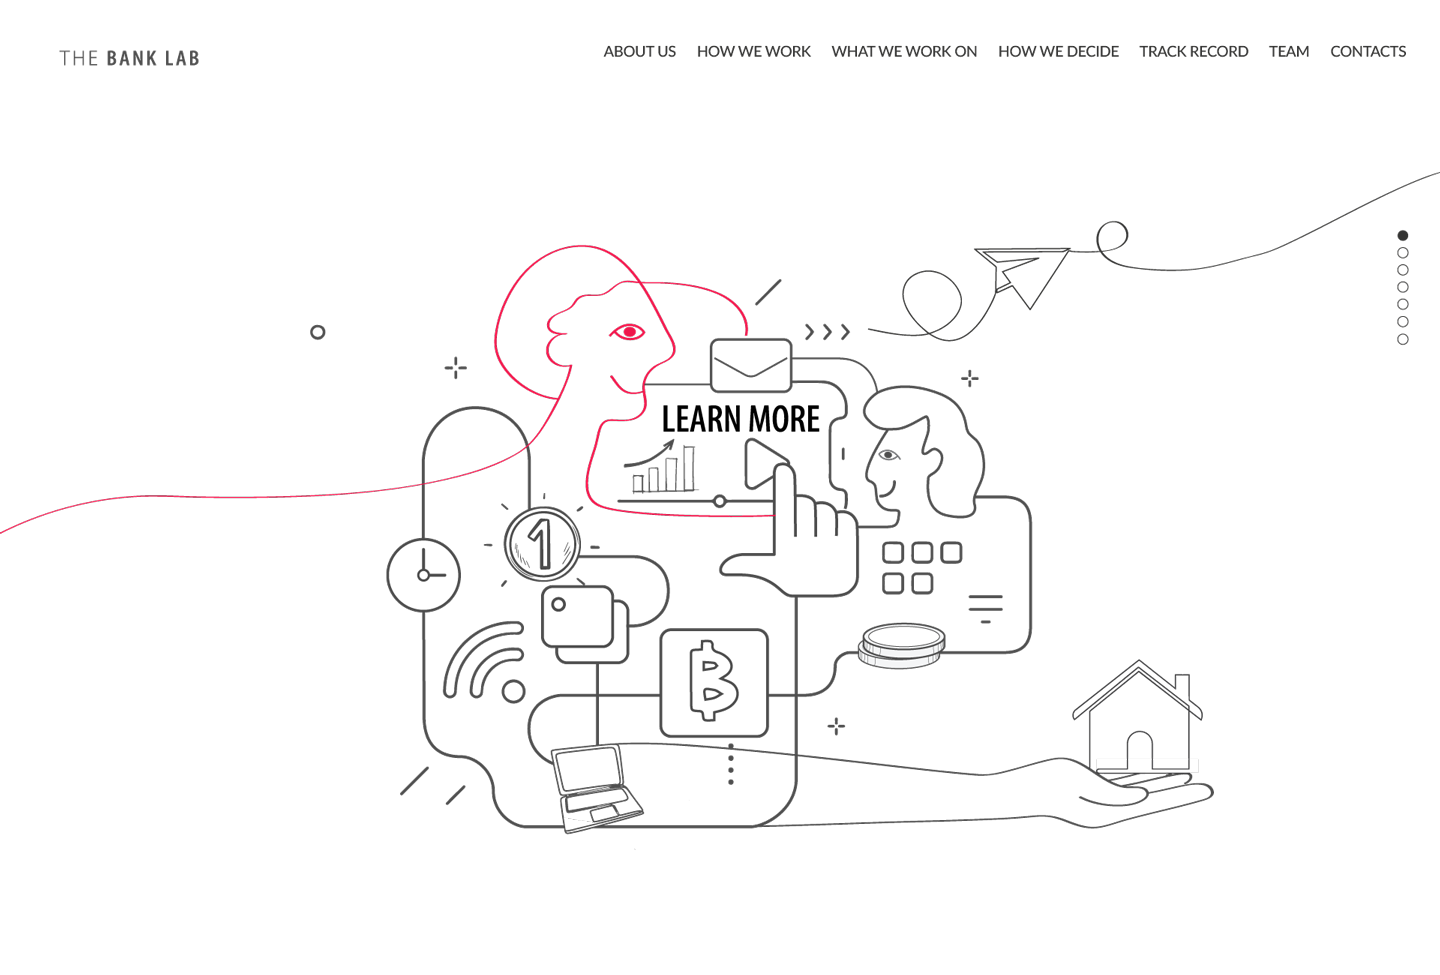 THE BANK LAB
ABOUT US HOW WE WORK WHAT WE WORK ON HOW WE DECIDE TRACK RECORD TEAM CONTACTS
LEARN MORE
1